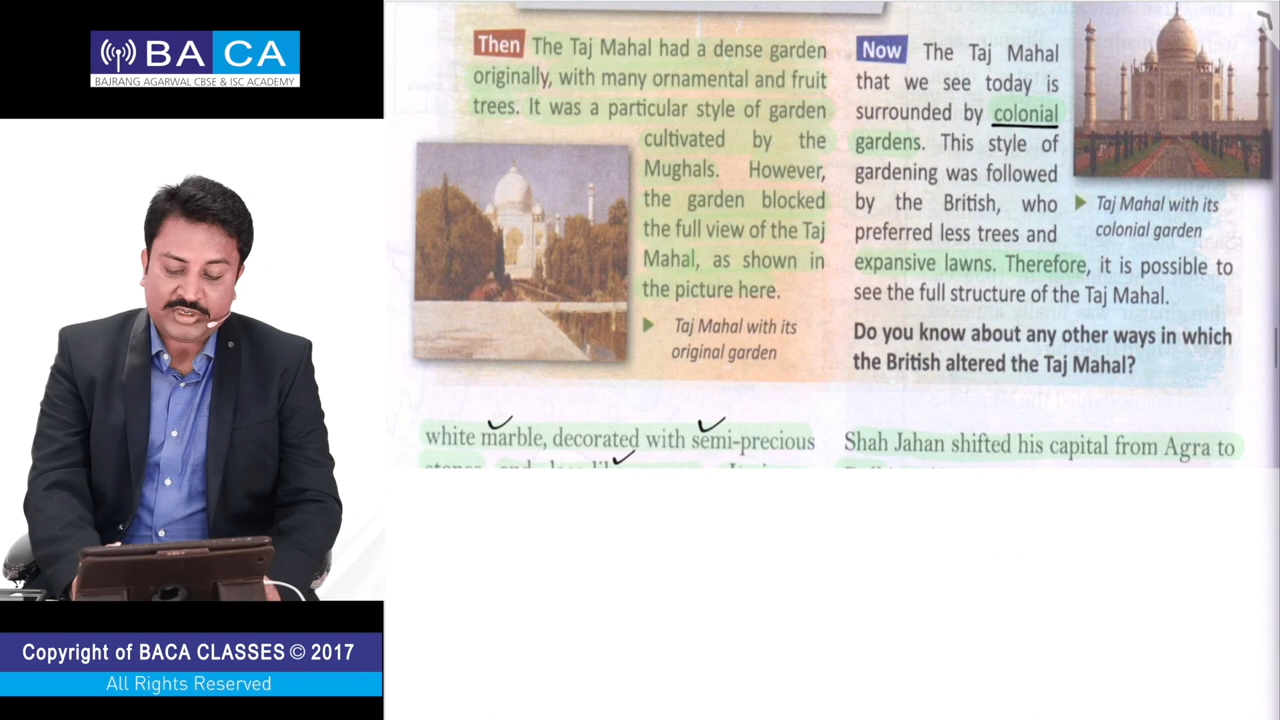 BACA
BAJRANG AGARWAL CBSE & ISC ACADEMY
Then The Taj Mahal had a dense garden
originally, with many ornamental and fruit
trees. It was a particular style of garden
cultivated by the
Mughals. However,
the garden blocked
the full view of the Taj
Mahal, as shown in
the picture here.
Taj Mahal with its
original garden
Now The Taj Mahal
that we see today is
surrounded by colonial
gardens. This style of
gardening was followed
by the British, who
preferred less trees and
expansive lawns. Therefore, it is possible to
see the full structure of the Taj Mahal.
Taj Mahal with its
colonial garden
Do you know about any other ways in which
the British altered the Taj Mahal?
white marble, decorated with semi-precious
Shah Jahan shifted his capital from Agra to
Copyright of BACA CLASSES © 2017
All Rights Reserved